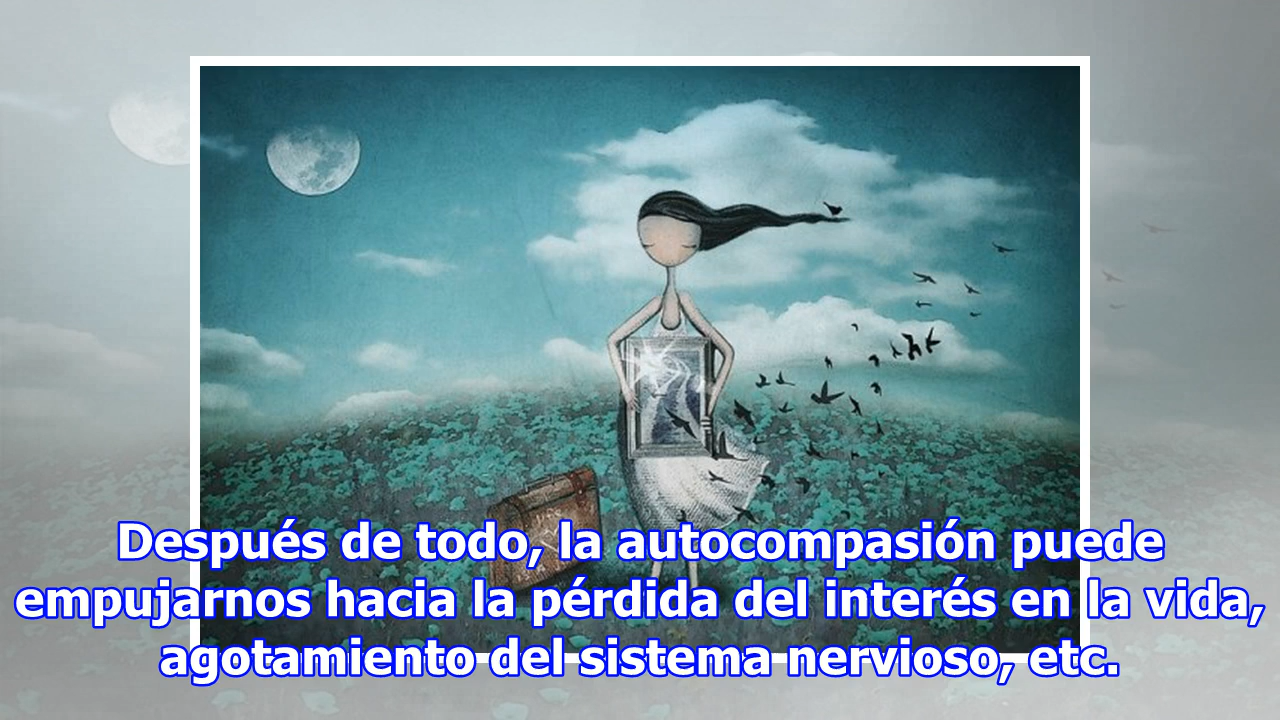 Después de todo, la autocompasión puede
empujarnos hacia la pérdida del interés en la vida,
agotamiento del sistema nervioso, etc.